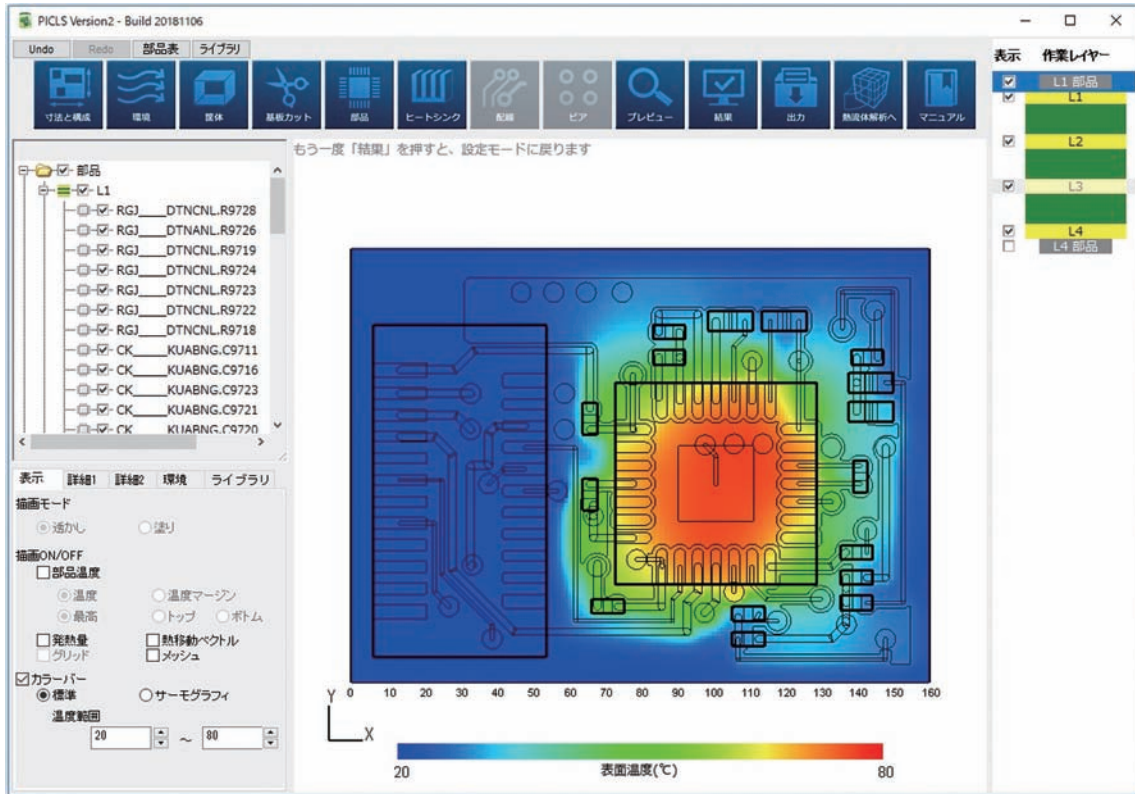 PICLS Version2 - Build 20181106
Undo Redo 部品表 ライブラリ
寸法と構成 環境 筐体 基板カット 部品 ヒートシンク 配線 ビア プレビュー 結果 出力 熱流体解析へ マニュアル
もう一度「結果」を押すと、設定モードに戻ります
部品
L1
RGJ____DTNCNL.R9728
RGJ____DTNANL.R9726
RGJ____DTNCNL.R9719
RGJ____DTNCNL.R9724
RGJ____DTNCNL.R9723
RGJ____DTNCNL.R9722
RGJ____DTNCNL.R9718
CK_____KUABNG.C9711
CK_____KUABNG.C9716
CK_____KUABNG.C9723
CK_____KUABNG.C9721
CK_____KUABNG.C9720
表示 詳細1 詳細2 環境 ライブラリ
描画モード
透かし 塗り
描画ON/OFF
部品温度
温度 温度マージン
最高 トップ ボトム
発熱量 熱移動ベクトル
グリッド メッシュ
カラーバー
標準 サーモグラフィ
温度範囲
20 ～ 80
Y
X
0 10 20 30 40 50 60 70 80 90 100 110 120 130 140 150 160
20 表面温度(℃) 80
表示 作業レイヤー
L1 部品
L1
L2
L3
L4
L4 部品